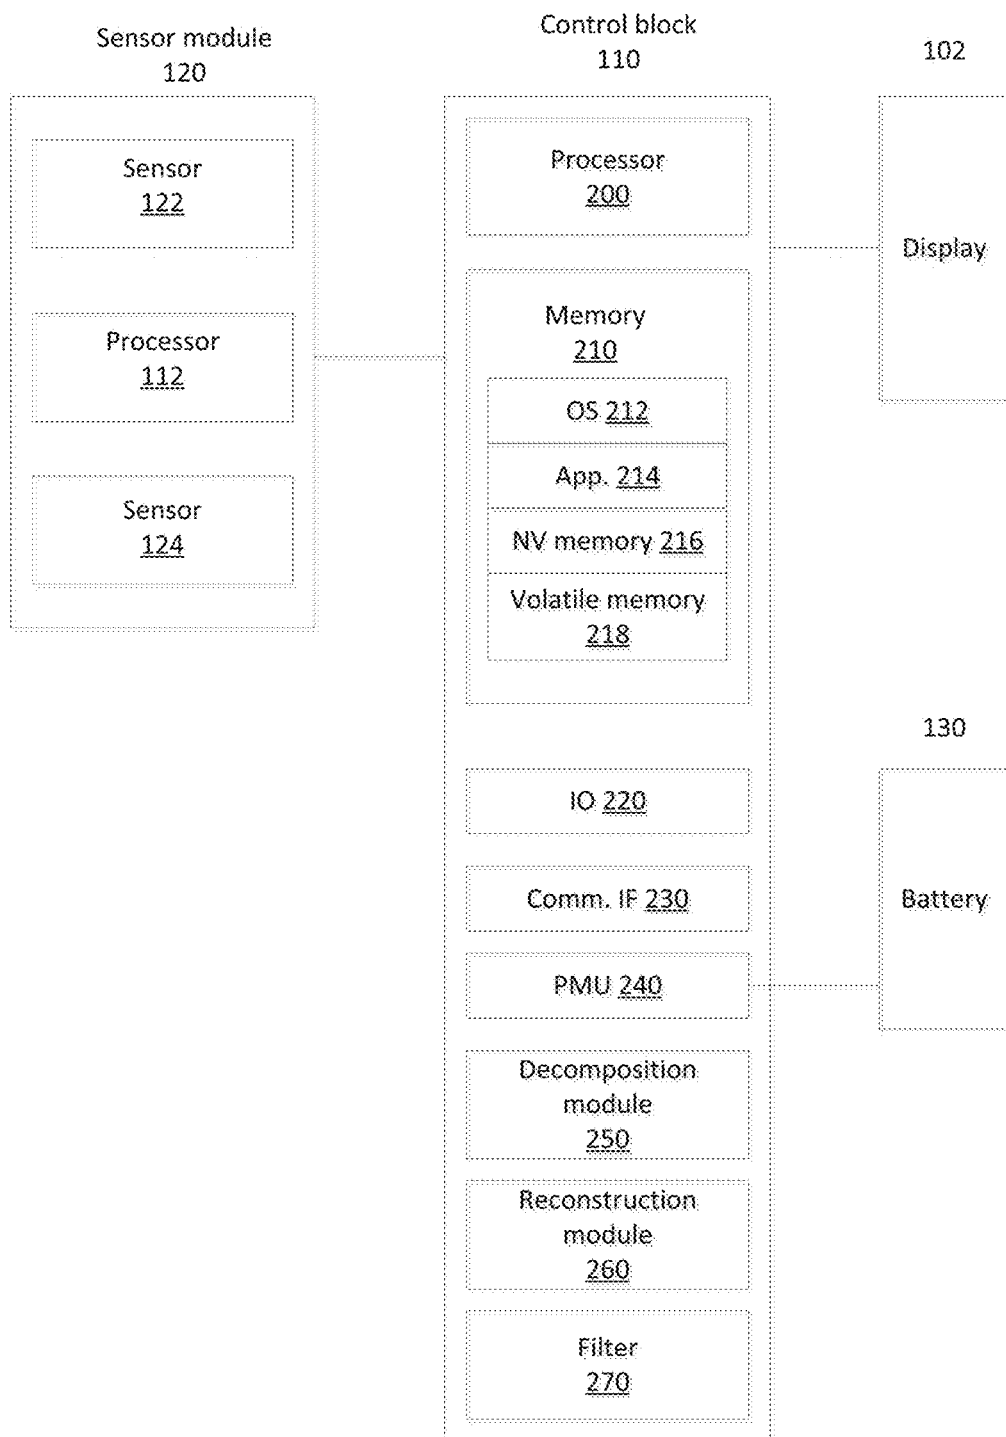 Sensor module
120
Sensor
122
Processor
112
Sensor
124
Control block
110
Processor
200
Memory
210
OS 212
App. 214
NV memory 216
Volatile memory
218
IO 220
Comm. IF 230
PMU 240
Decomposition
module
250
Reconstruction
module
260
Filter
270
102
Display
130
Battery